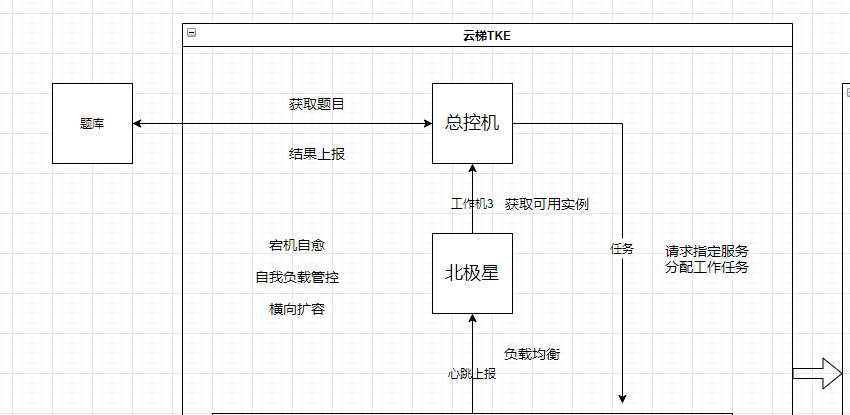 云梯TKE
获取题目
题库
总控机
结果上报
工作机3
获取可用实例
宕机自愈
自我负载管控
横向扩容
北极星
任务
请求指定服务
分配工作任务
负载均衡
心跳上报